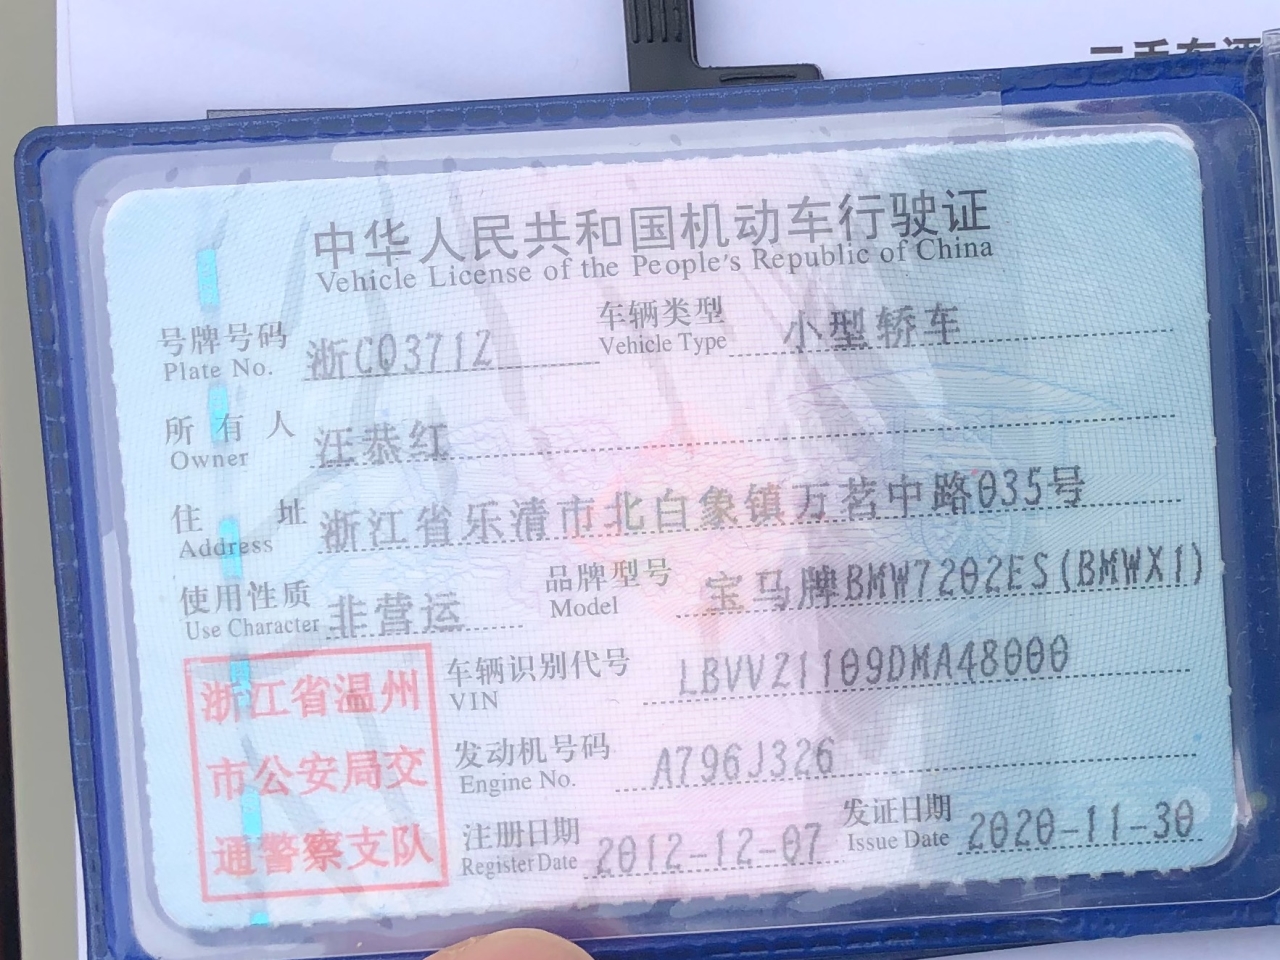 中华人民共和国机动车行驶证
Vehicle License of the People's Republic of China
号牌号码 浙CQ3712 车辆类型 小型轿车
Plate No. Vehicle Type
所有人 汪恭红
Owner
住址 浙江省乐清市北白象镇万茗中路035号
Address
使用性质 非营运 品牌型号 宝马牌BMW7202ES(BMWX1)
Use Character Model
浙江省温州
市公安局交
通警察支队
车辆识别代号 LBVVZ1109DMA48000
VIN
发动机号码 A796J326
Engine No.
注册日期 2012-12-07 发证日期 2020-11-30
Register Date Issue Date